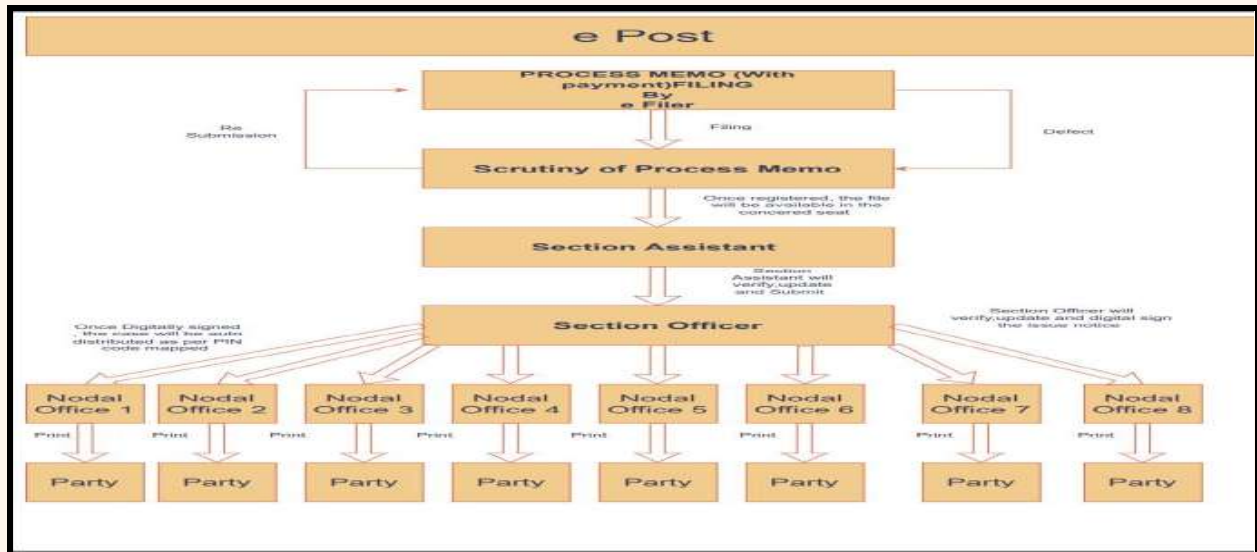 e Post
PROCESS MEMO (With
payment)FILING
By
e Filer
Re
Submission
Filing
Defect
Scrutiny of Process Memo
Once registered, the file
will be available in the
concered seat
Section Assistant
Section
Assistant will
verify,update
and Submit
Once Digitally signed
, the case will be auto
distributed as per PIN
code mapped
Section Officer
Section Officer will
verify,update and digital sign
the issue notice
Nodal
Office 1
Nodal
Office 2
Nodal
Office 3
Nodal
Office 4
Nodal
Office 5
Nodal
Office 6
Nodal
Office 7
Nodal
Office 8
Print
Print
Print
Print
Print
Print
Print
Party
Party
Party
Party
Party
Party
Party
Party